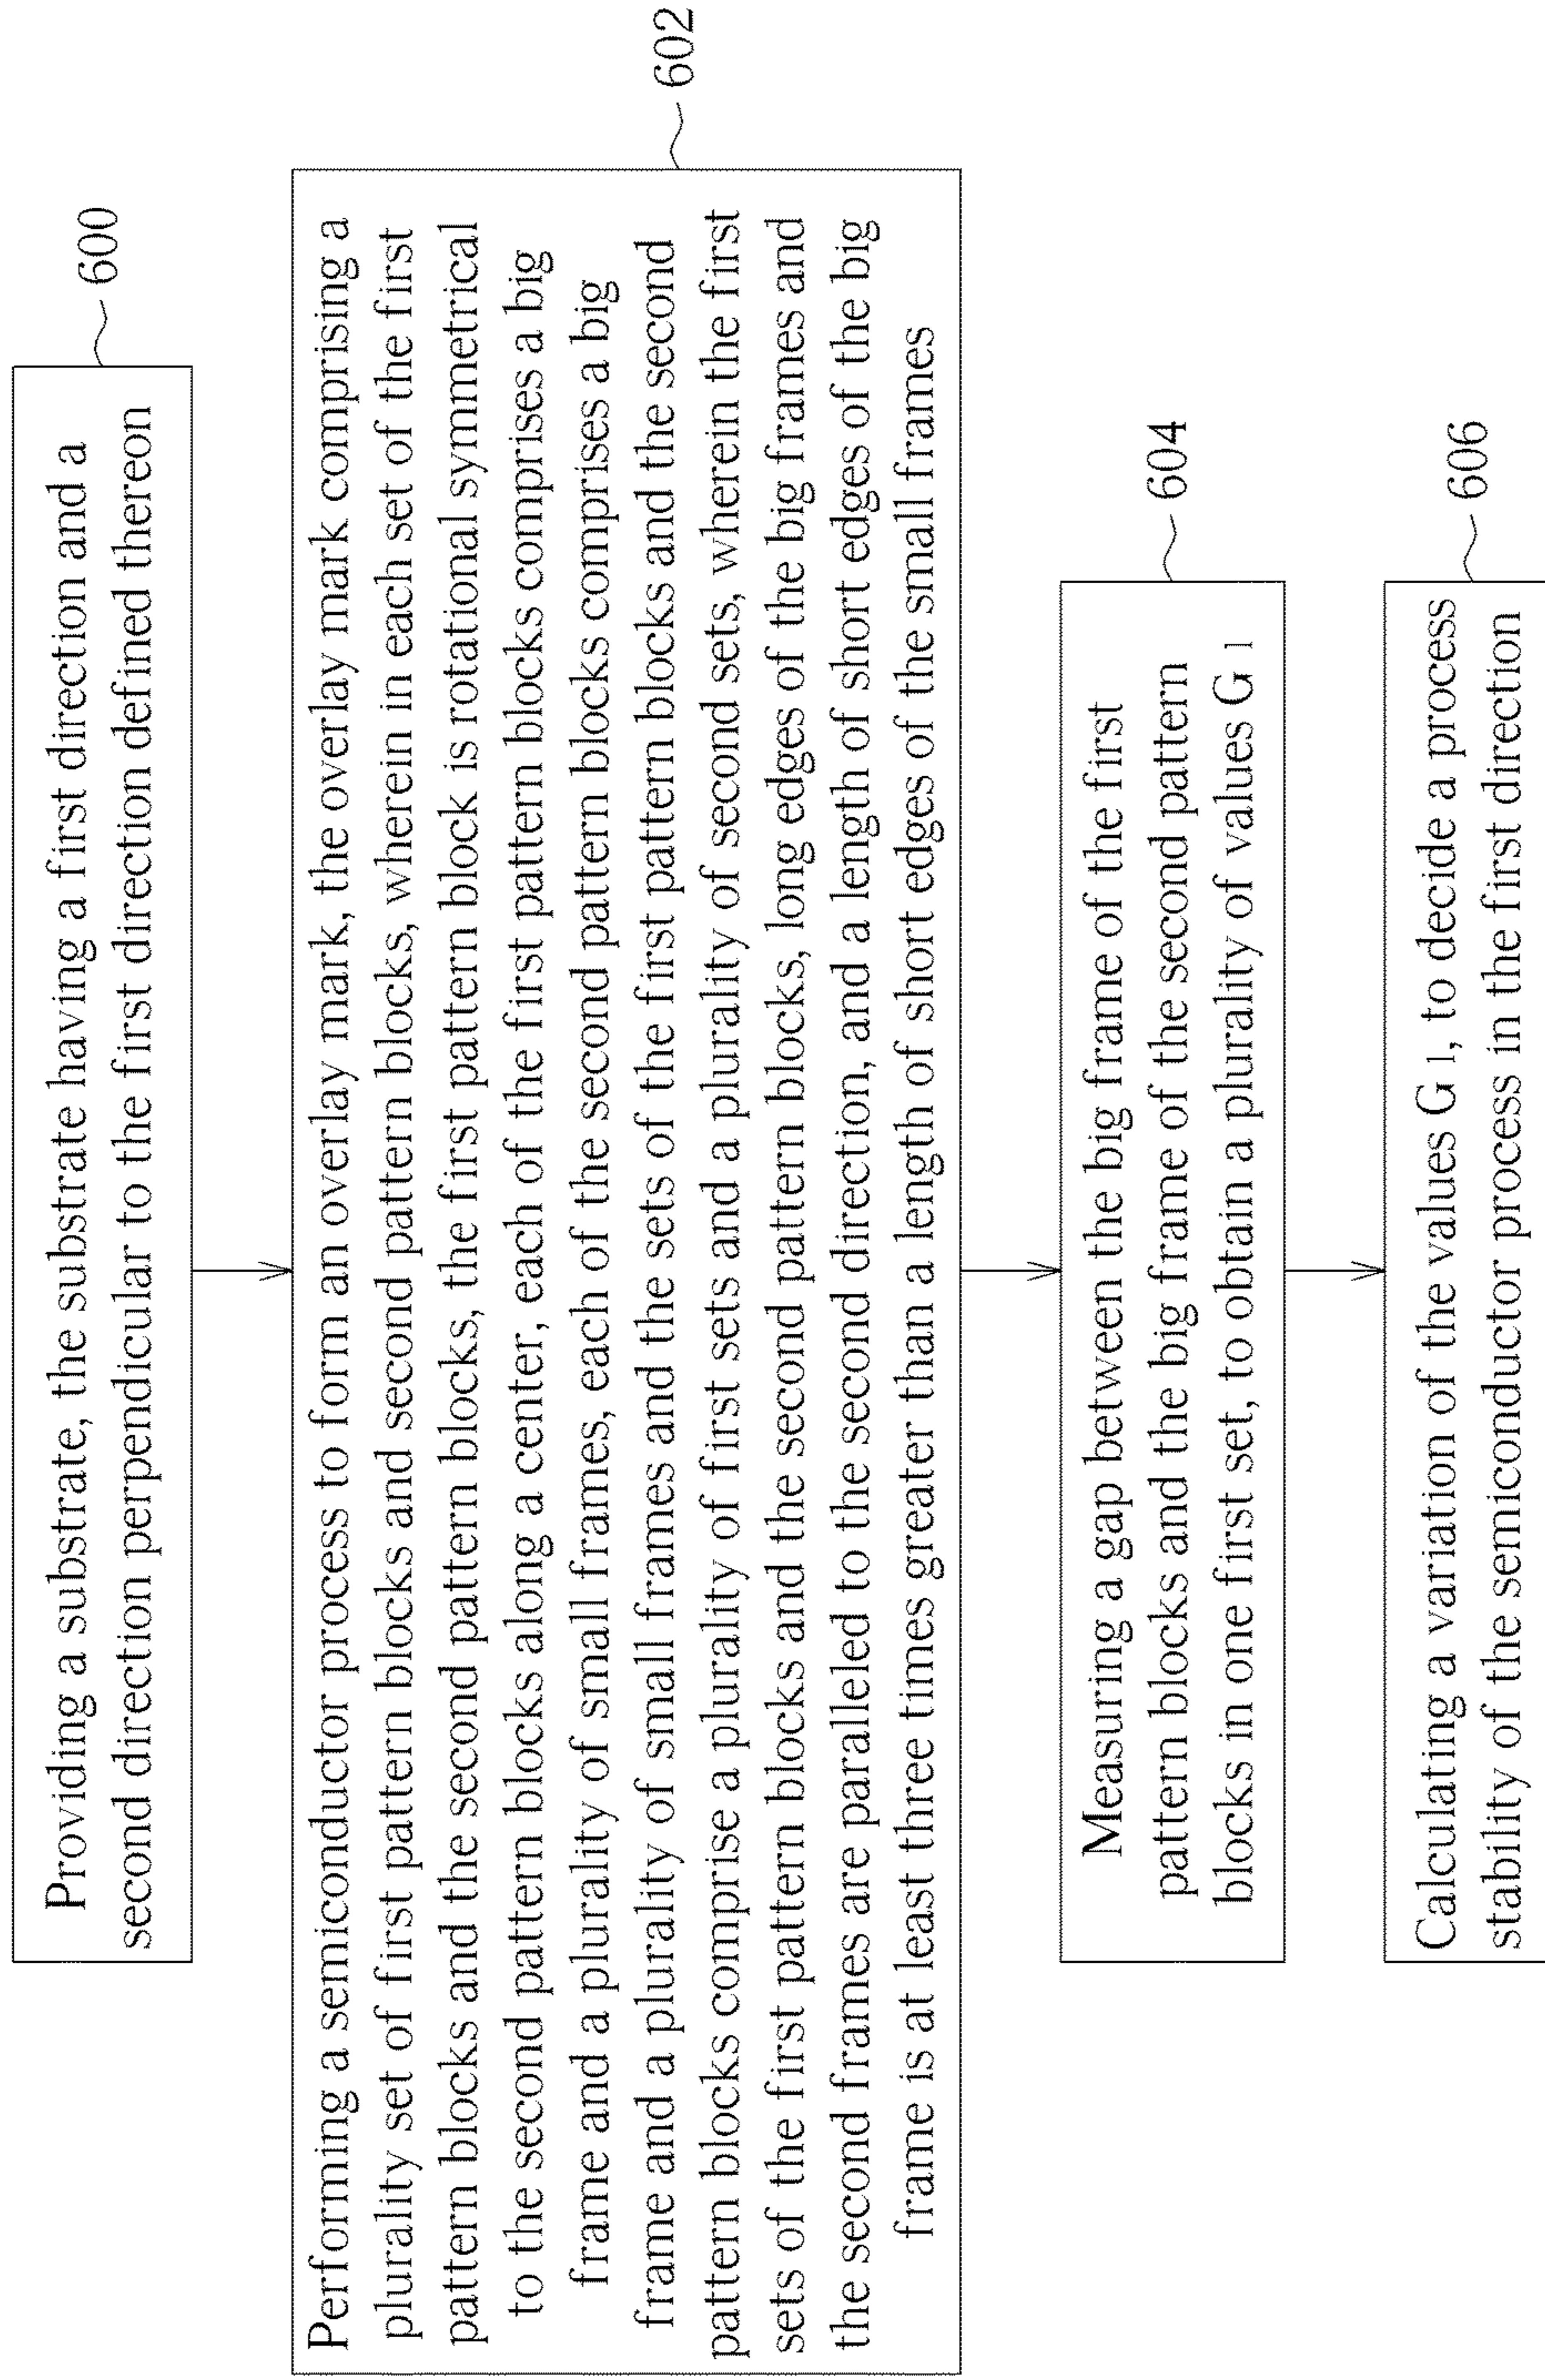 Providing a substrate, the substrate having a first direction and a
second direction perpendicular to the first direction defined thereon
600
Performing a semiconductor process to form an overlay mark, the overlay mark comprising a
plurality set of first pattern blocks and second pattern blocks, wherein in each set of the first
pattern blocks and the second pattern blocks, the first pattern block is rotational symmetrical
to the second pattern blocks along a center, each of the first pattern blocks comprises a big
frame and a plurality of small frames, each of the second pattern blocks comprises a big
frame and a plurality of small frames and the sets of the first pattern blocks and the second
pattern blocks comprise a plurality of first sets and a plurality of second sets, wherein the first
sets of the first pattern blocks and the second pattern blocks, long edges of the big frames and
the second frames are paralleled to the second direction, and a length of short edges of the big
frame is at least three times greater than a length of short edges of the small frames
602
Measuring a gap between the big frame of the first
pattern blocks and the big frame of the second pattern
blocks in one first set, to obtain a plurality of values G 1
604
Calculating a variation of the values G 1, to decide a process
stability of the semiconductor process in the first direction
606